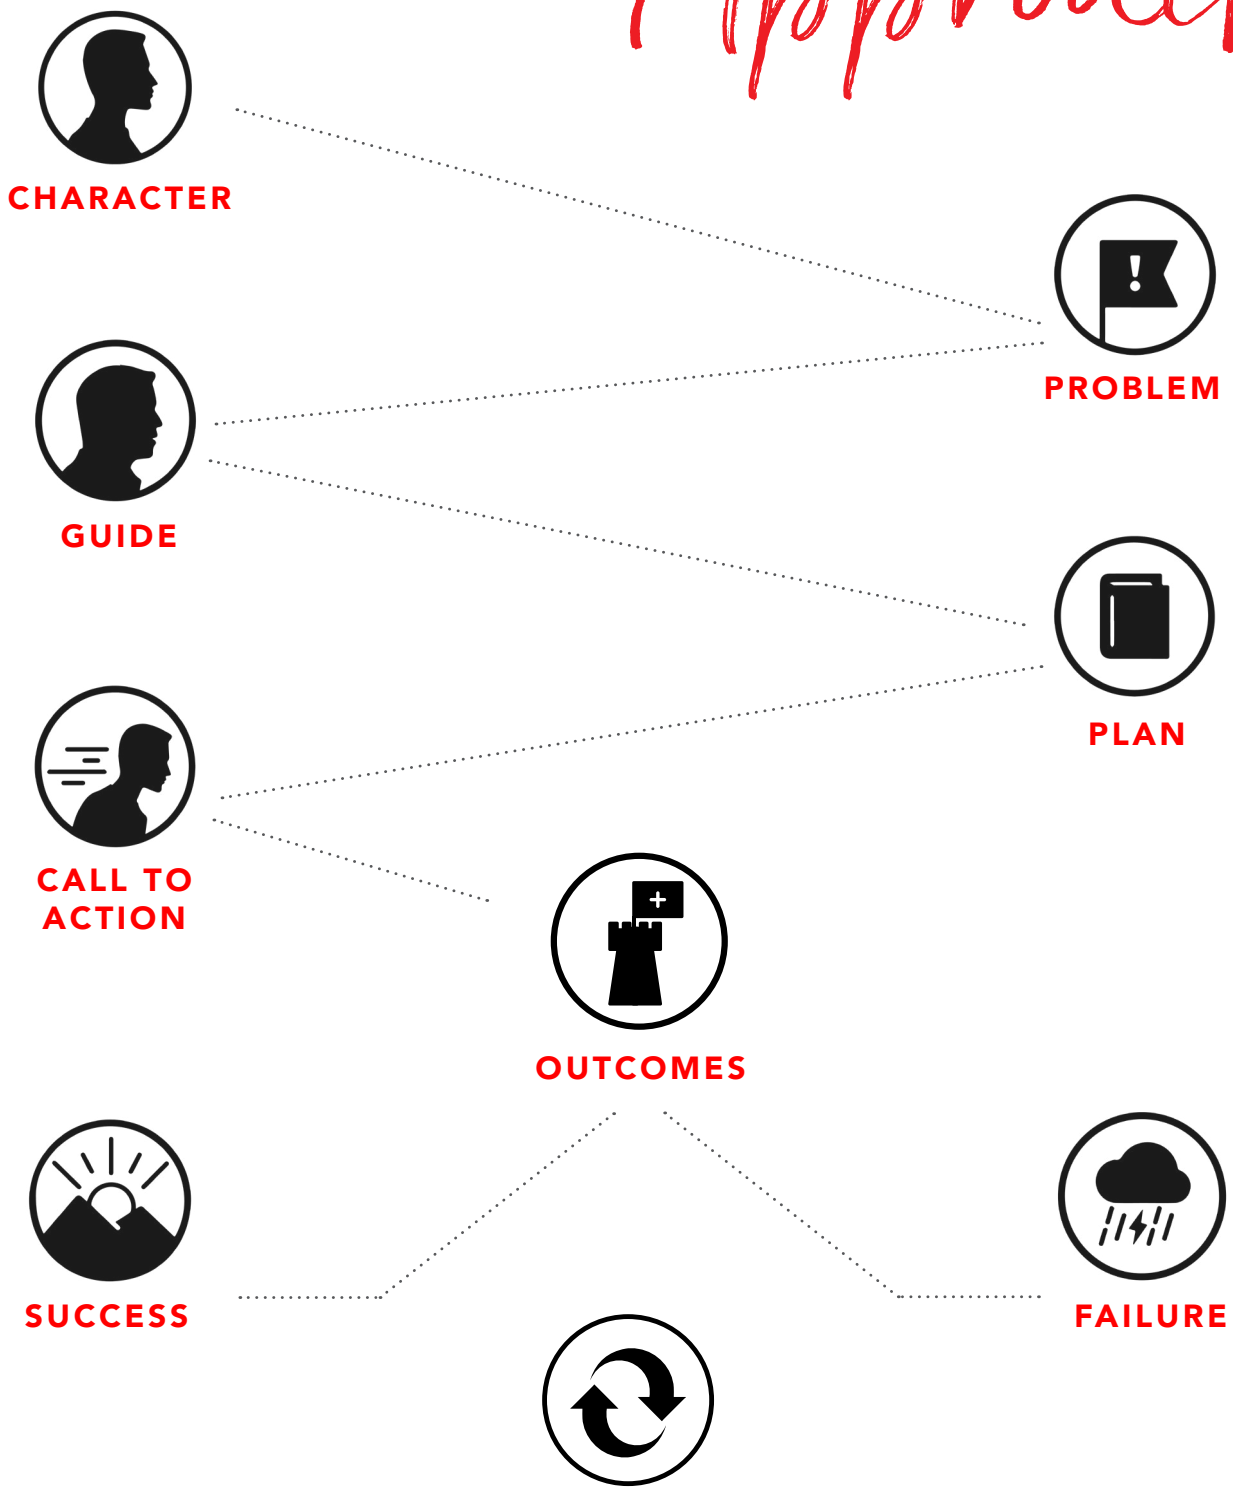 CHARACTER
PROBLEM
GUIDE
PLAN
CALL TO
ACTION
OUTCOMES
SUCCESS
FAILURE